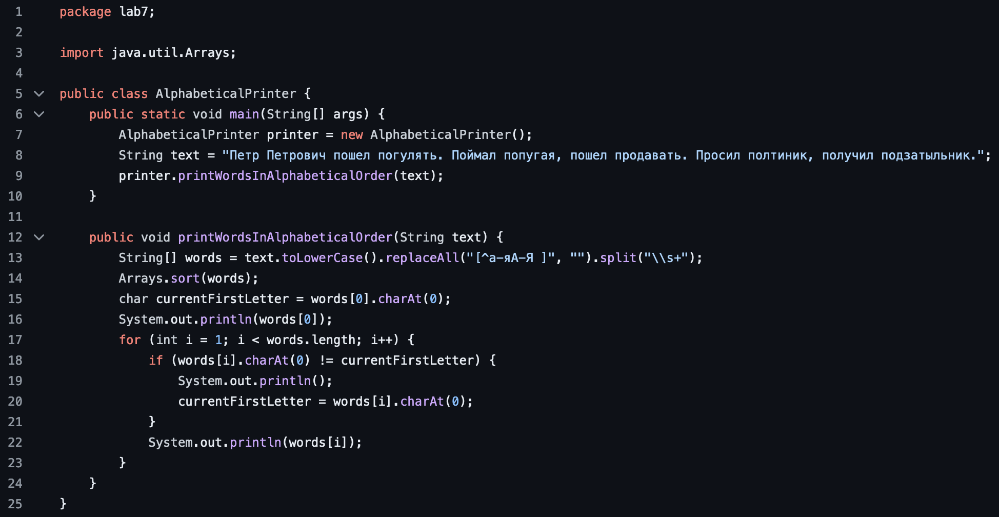 1 package lab7;
2
3 import java.util.Arrays;
4
5 public class AlphabeticalPrinter {
6     public static void main(String[] args) {
7         AlphabeticalPrinter printer = new AlphabeticalPrinter();
8         String text = "Петр Петрович пошел погулять. Поймал попугая, пошел продавать. Просил полтиник, получил подзатыльник.";
9         printer.printWordsInAlphabeticalOrder(text);
10     }
11
12     public void printWordsInAlphabeticalOrder(String text) {
13         String[] words = text.toLowerCase().replaceAll("[^а-яА-Я ]", "").split("\\s+");
14         Arrays.sort(words);
15         char currentFirstLetter = words[0].charAt(0);
16         System.out.println(words[0]);
17         for (int i = 1; i < words.length; i++) {
18             if (words[i].charAt(0) != currentFirstLetter) {
19                 System.out.println();
20                 currentFirstLetter = words[i].charAt(0);
21             }
22             System.out.println(words[i]);
23         }
24     }
25 }